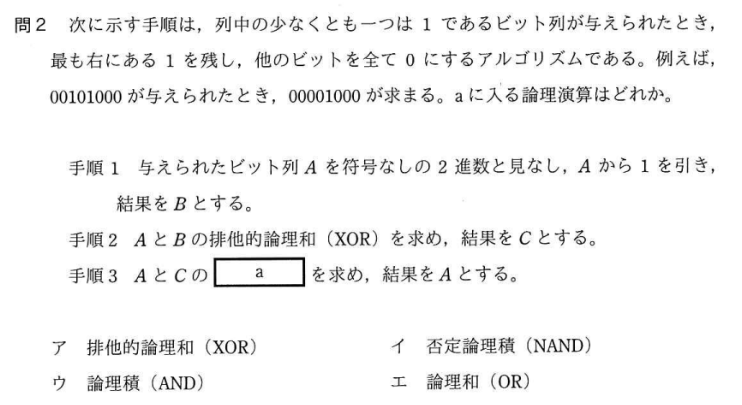 問2　次に示す手順は，列中の少なくとも一つは 1 であるビット列が与えられたとき，
最も右にある 1 を残し，他のビットを全て 0 にするアルゴリズムである。例えば，
00101000 が与えられたとき，00001000 が求まる。a に入る論理演算はどれか。
手順 1　与えられたビット列 A を符号なしの 2 進数と見なし，A から 1 を引き，
結果を B とする。
手順 2　A と B の排他的論理和（XOR）を求め，結果を C とする。
手順 3　A と C の a を求め，結果を A とする。
ア　排他的論理和（XOR）　イ　否定論理積（NAND）
ウ　論理積（AND）　エ　論理和（OR）